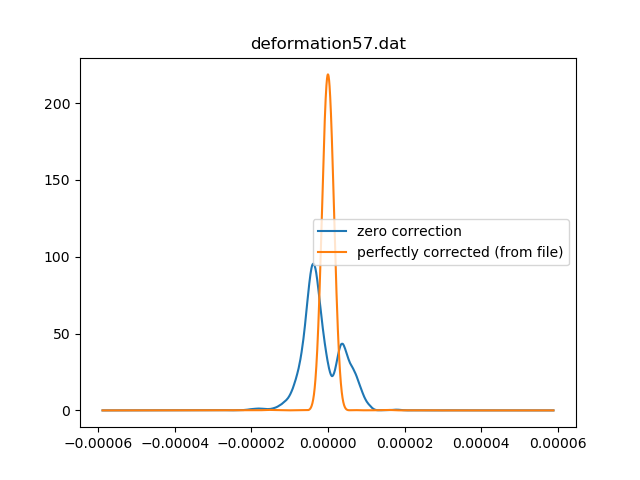 deformation57.dat
200
150
100
50
0
zero correction
perfectly corrected (from file)
−0.00006 −0.00004 −0.00002 0.00000 0.00002 0.00004 0.00006